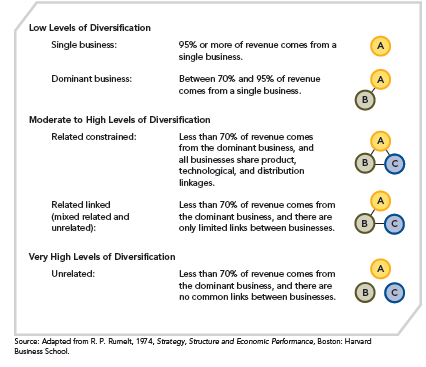 Low Levels of Diversification
Single business: 95% or more of revenue comes from a
single business.
A
Dominant business: Between 70% and 95% of revenue
comes from a single business.
A
B
Moderate to High Levels of Diversification
Related constrained: Less than 70% of revenue comes
from the dominant business, and
all businesses share product,
technological, and distribution
linkages.
A
B C
Related linked Less than 70% of revenue comes from
(mixed related and the dominant business, and there are
unrelated): only limited links between businesses.
A
B C
Very High Levels of Diversification
Unrelated: Less than 70% of revenue comes from
the dominant business, and there are
no common links between businesses.
A
B C
Source: Adapted from R. P. Rumelt, 1974, Strategy, Structure and Economic Performance, Boston: Harvard
Business School.